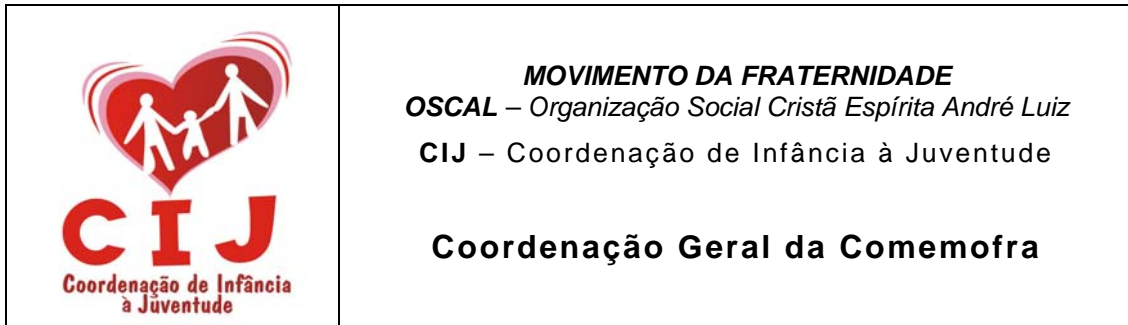 CIJ
Coordenação de Infância
à Juventude
MOVIMENTO DA FRATERNIDADE
OSCAL – Organização Social Cristã Espírita André Luiz
CIJ – Coordenação de Infância à Juventude
Coordenação Geral da Comemofra